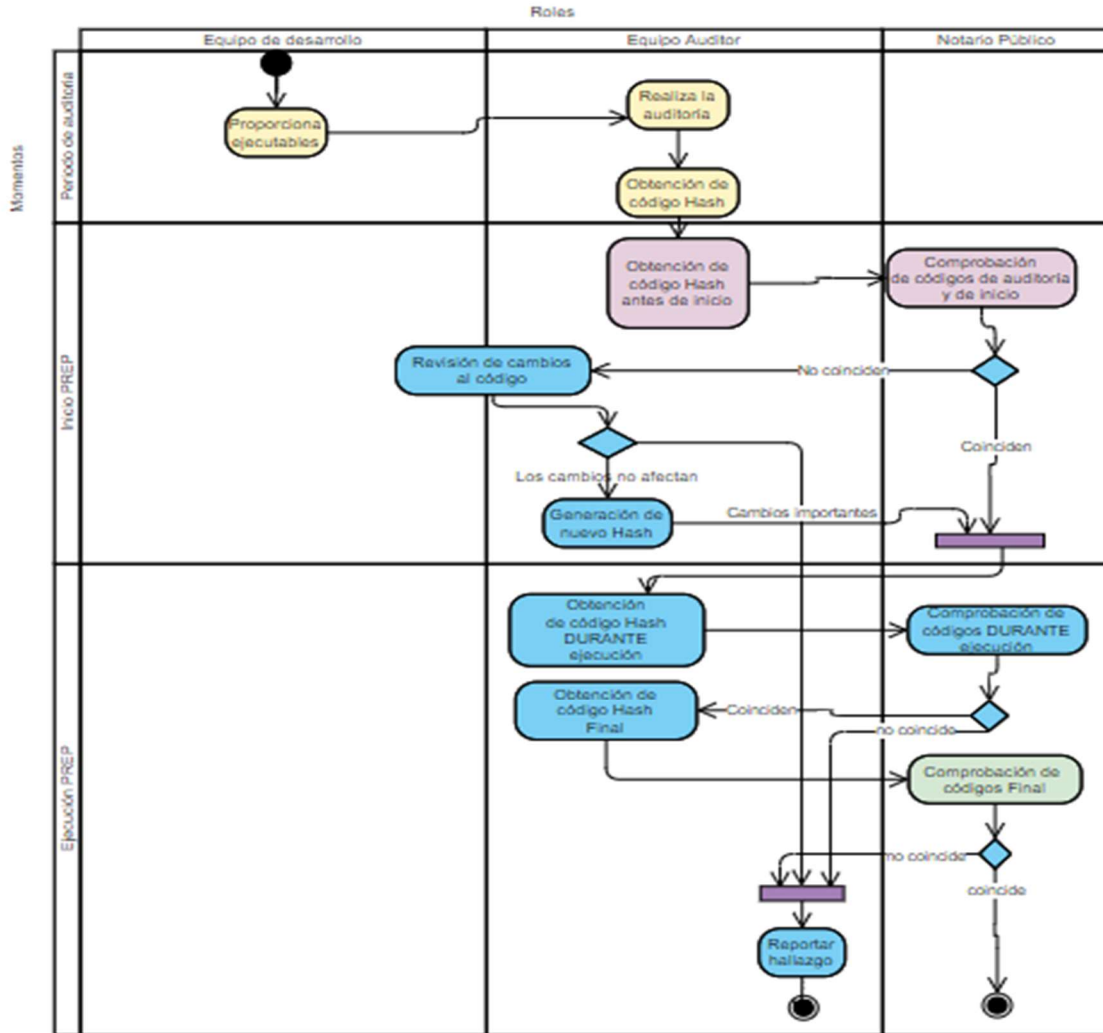 Roles
Equipo de desarrollo
Equipo Auditor
Notario Público
Momentos
Periodo de auditoría
Proporciona
ejecutables
Realiza la
auditoría
Obtención de
código Hash
Inicio PREP
Obtención de
código Hash
antes de inicio
Comprobación
de códigos de auditoría
y de inicio
Revisión de cambios
al código
No coinciden
Coinciden
Los cambios no afectan
Generación de
nuevo Hash
Cambios importantes
Ejecución PREP
Obtención
de código Hash
DURANTE
ejecución
Comprobación de
códigos DURANTE
ejecución
Obtención de
código Hash
Final
Coinciden
no coincide
Comprobación de
códigos Final
no coincide
coincide
Reportar
hallazgo